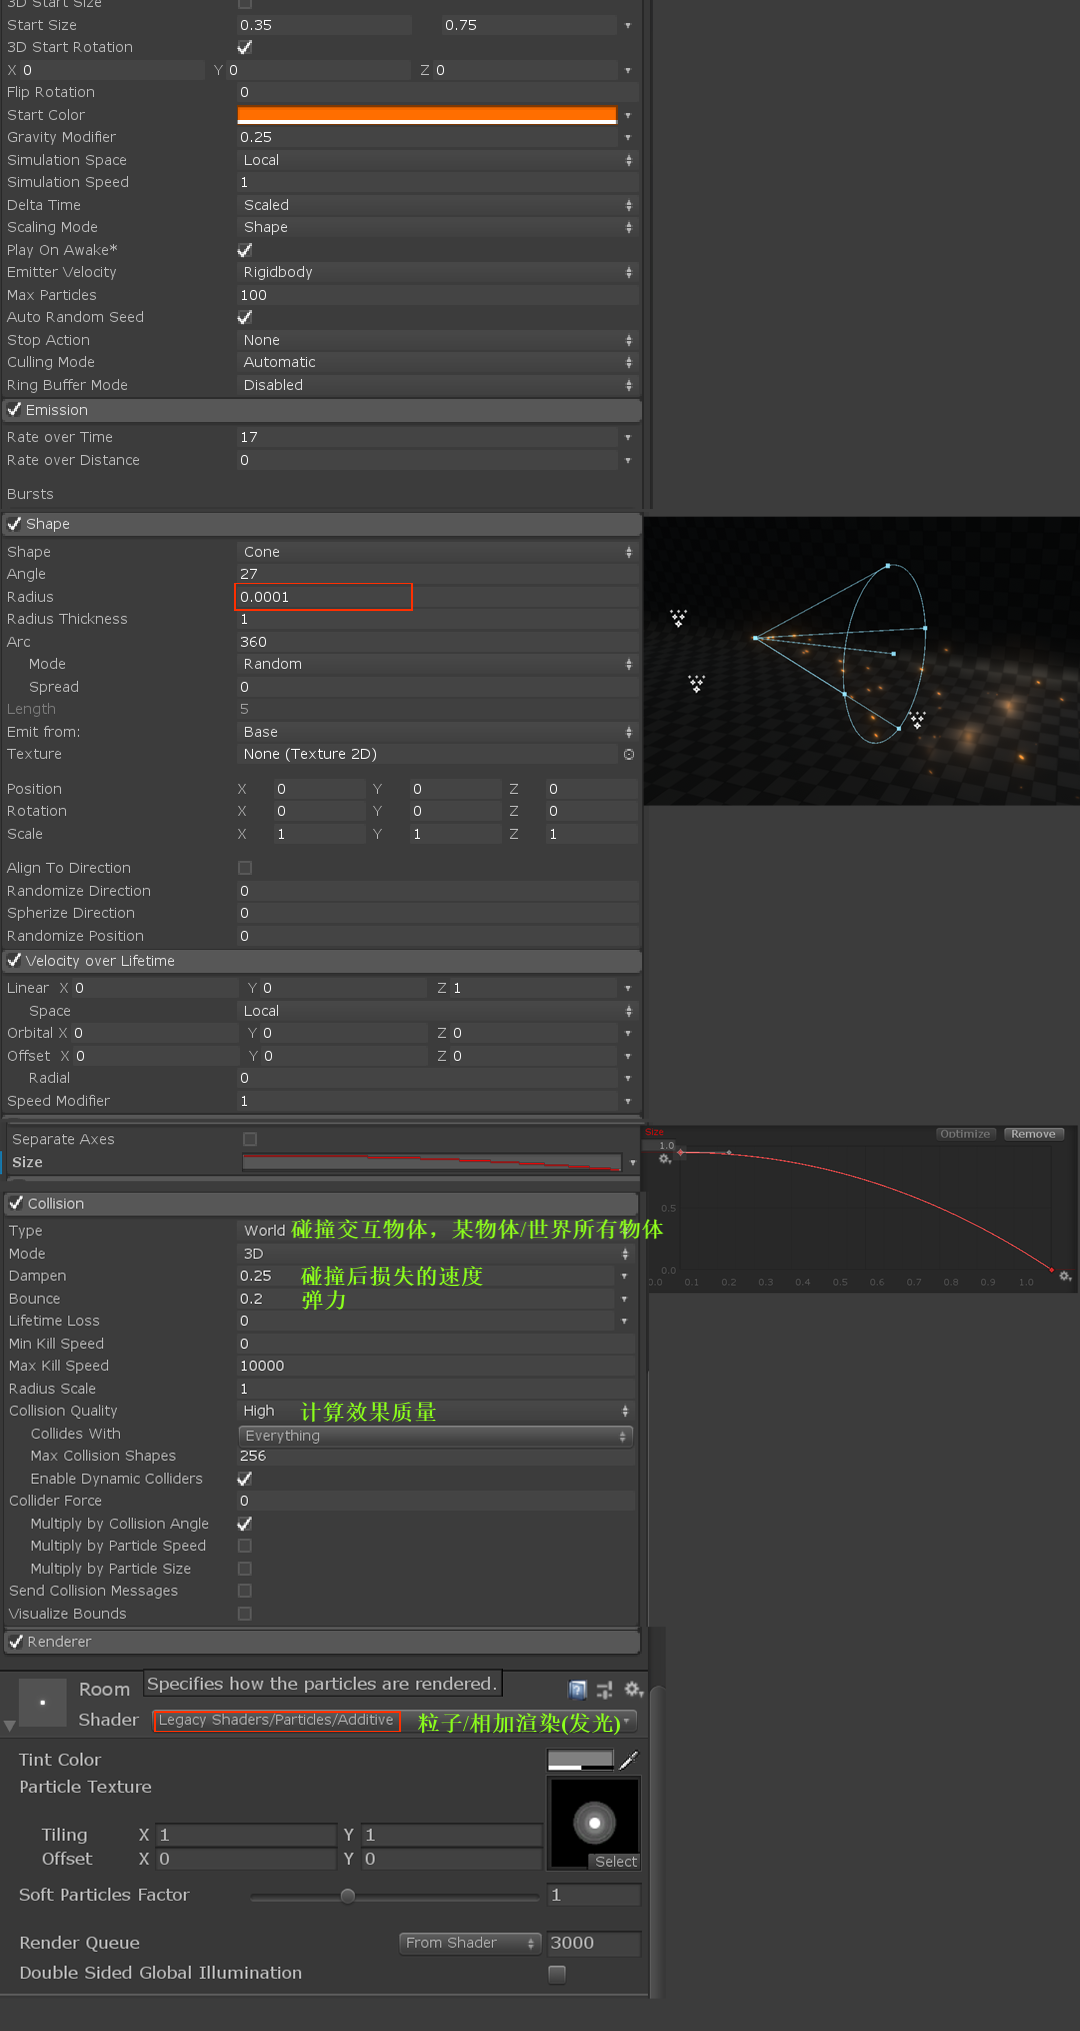 3D Start Size
Start Size 0.35 0.75
3D Start Rotation
X 0 Y 0 Z 0
Flip Rotation 0
Start Color
Gravity Modifier 0.25
Simulation Space Local
Simulation Speed 1
Delta Time Scaled
Scaling Mode Shape
Play On Awake*
Emitter Velocity Rigidbody
Max Particles 100
Auto Random Seed
Stop Action None
Culling Mode Automatic
Ring Buffer Mode Disabled
Emission
Rate over Time 17
Rate over Distance 0
Bursts
Shape
Shape Cone
Angle 27
Radius 0.0001
Radius Thickness 1
Arc 360
Mode Random
Spread 0
Length 5
Emit from: Base
Texture None (Texture 2D)
Position X 0 Y 0 Z 0
Rotation X 0 Y 0 Z 0
Scale X 1 Y 1 Z 1
Align To Direction
Randomize Direction 0
Spherize Direction 0
Randomize Position 0
Velocity over Lifetime
Linear X 0 Y 0 Z 1
Space Local
Orbital X 0 Y 0 Z 0
Offset X 0 Y 0 Z 0
Radial 0
Speed Modifier 1
Separate Axes
Size
Size Optimize Remove
1.0
0.5
0.0
0.0 0.1 0.2 0.3 0.4 0.5 0.6 0.7 0.8 0.9 1.0
Collision
Type World 碰撞交互物体，某物体/世界所有物体
Mode 3D
Dampen 0.25 碰撞后损失的速度
Bounce 0.2 弹力
Lifetime Loss 0
Min Kill Speed 0
Max Kill Speed 10000
Radius Scale 1
Collision Quality High 计算效果质量
Collides With Everything
Max Collision Shapes 256
Enable Dynamic Colliders
Collider Force 0
Multiply by Collision Angle
Multiply by Particle Speed
Multiply by Particle Size
Send Collision Messages
Visualize Bounds
Renderer
Room Specifies how the particles are rendered.
Shader Legacy Shaders/Particles/Additive 粒子/相加渲染(发光)
Tint Color
Particle Texture
Tiling X 1 Y 1
Offset X 0 Y 0
Select
Soft Particles Factor 1
Render Queue From Shader 3000
Double Sided Global Illumination